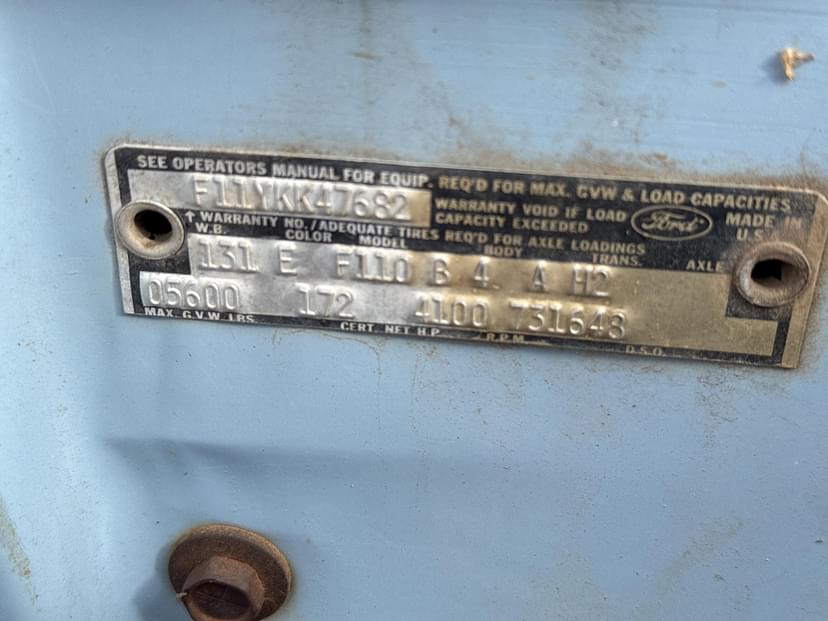 SEE OPERATORS MANUAL FOR EQUIP. REQ'D FOR MAX. GVW & LOAD CAPACITIES
F11YKK47682
WARRANTY VOID IF LOAD
CAPACITY EXCEEDED
Ford
MADE
U.S.
↑ WARRANTY NO./ADEQUATE TIRES REQ'D FOR AXLE LOADINGS
W.B. COLOR MODEL BODY TRANS. AXLE
131 E F110 B 4 A H2
05600 172 4100 731648
MAX. G.V.W. LBS. CERT. NET H.P. / R.P.M. D.S.O.